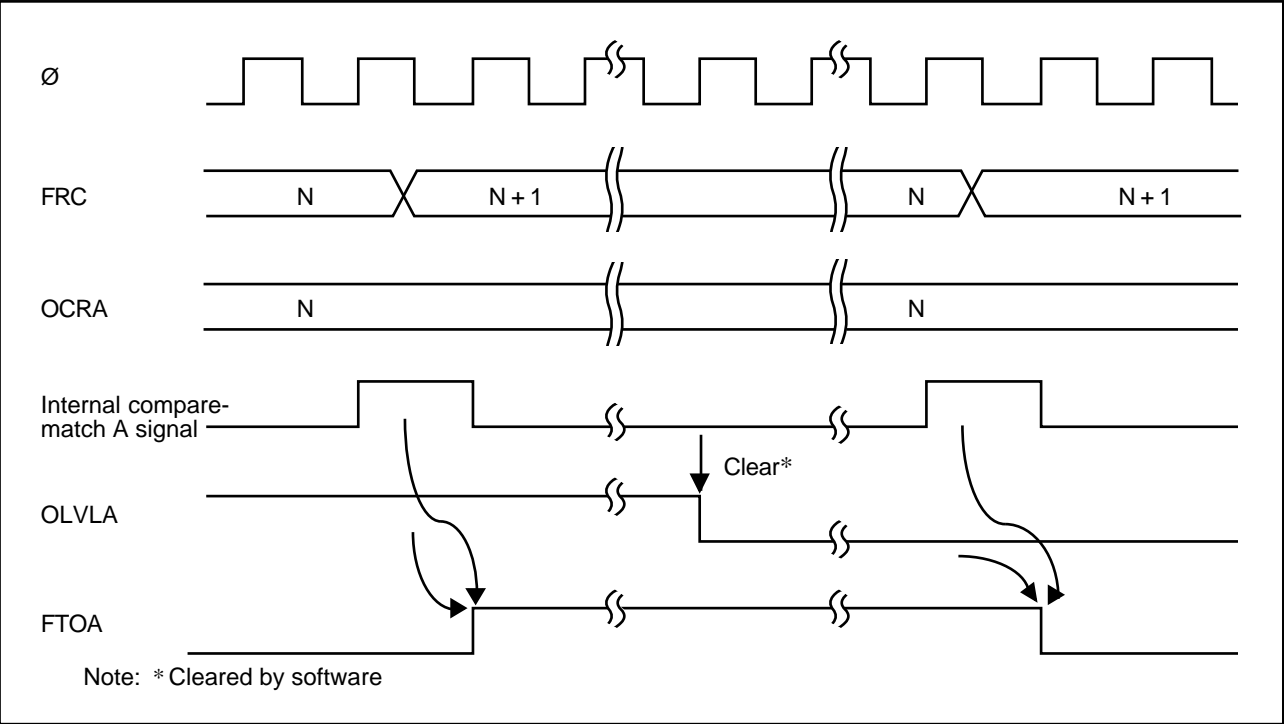 Ø
FRC
N
N + 1
N
N + 1
OCRA
N
N
Internal compare-
match A signal
Clear*
OLVLA
FTOA
Note: * Cleared by software